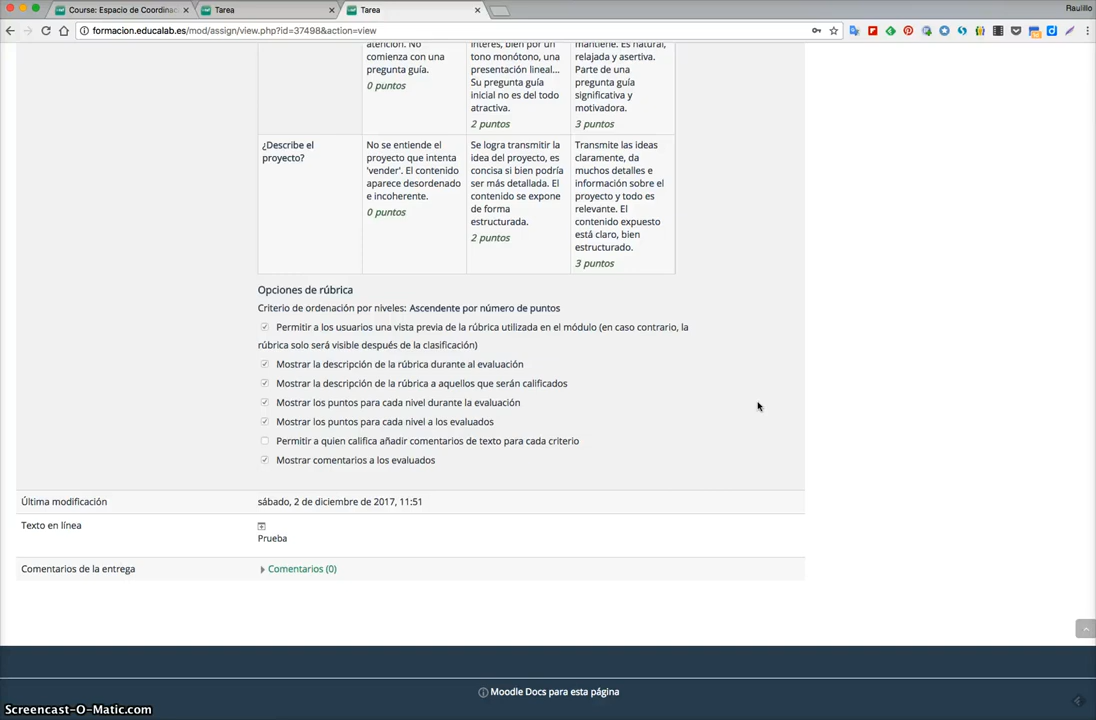 Course: Espacio de Coordinac
Tarea
Tarea
Raulillo
formacion.educalab.es/mod/assign/view.php?id=37498&action=view
atención. No
comienza con una
pregunta guía.
0 puntos
interés, bien por un
tono monótono, una
presentación lineal...
Su pregunta guía
inicial no es del todo
atractiva.
2 puntos
mantiene. Es natural,
relajada y asertiva.
Parte de una
pregunta guía
significativa y
motivadora.
3 puntos
¿Describe el
proyecto?
No se entiende el
proyecto que intenta
'vender'. El contenido
aparece desordenado
e incoherente.
0 puntos
Se logra transmitir la
idea del proyecto, es
concisa si bien podría
ser más detallada. El
contenido se expone
de forma
estructurada.
2 puntos
Transmite las ideas
claramente, da
muchos detalles e
información sobre el
proyecto y todo es
relevante. El
contenido expuesto
está claro, bien
estructurado.
3 puntos
Opciones de rúbrica
Criterio de ordenación por niveles: Ascendente por número de puntos
Permitir a los usuarios una vista previa de la rúbrica utilizada en el módulo (en caso contrario, la
rúbrica solo será visible después de la clasificación)
Mostrar la descripción de la rúbrica durante al evaluación
Mostrar la descripción de la rúbrica a aquellos que serán calificados
Mostrar los puntos para cada nivel durante la evaluación
Mostrar los puntos para cada nivel a los evaluados
Permitir a quien califica añadir comentarios de texto para cada criterio
Mostrar comentarios a los evaluados
Última modificación
sábado, 2 de diciembre de 2017, 11:51
Texto en línea
Prueba
Comentarios de la entrega
Comentarios (0)
Moodle Docs para esta página
Screencast-O-Matic.com